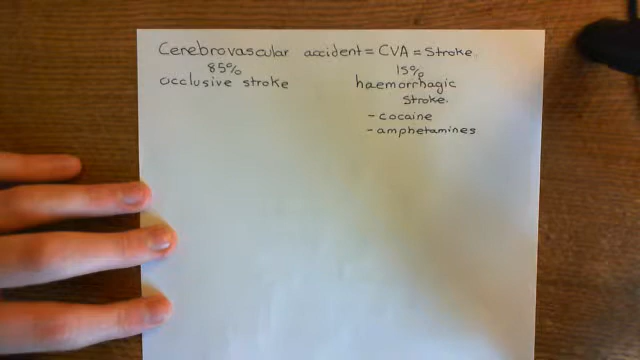 Cerebrovascular accident = CVA = Stroke.
85% 15%
occlusive stroke haemorrhagic
stroke.
- cocaine
- amphetamines